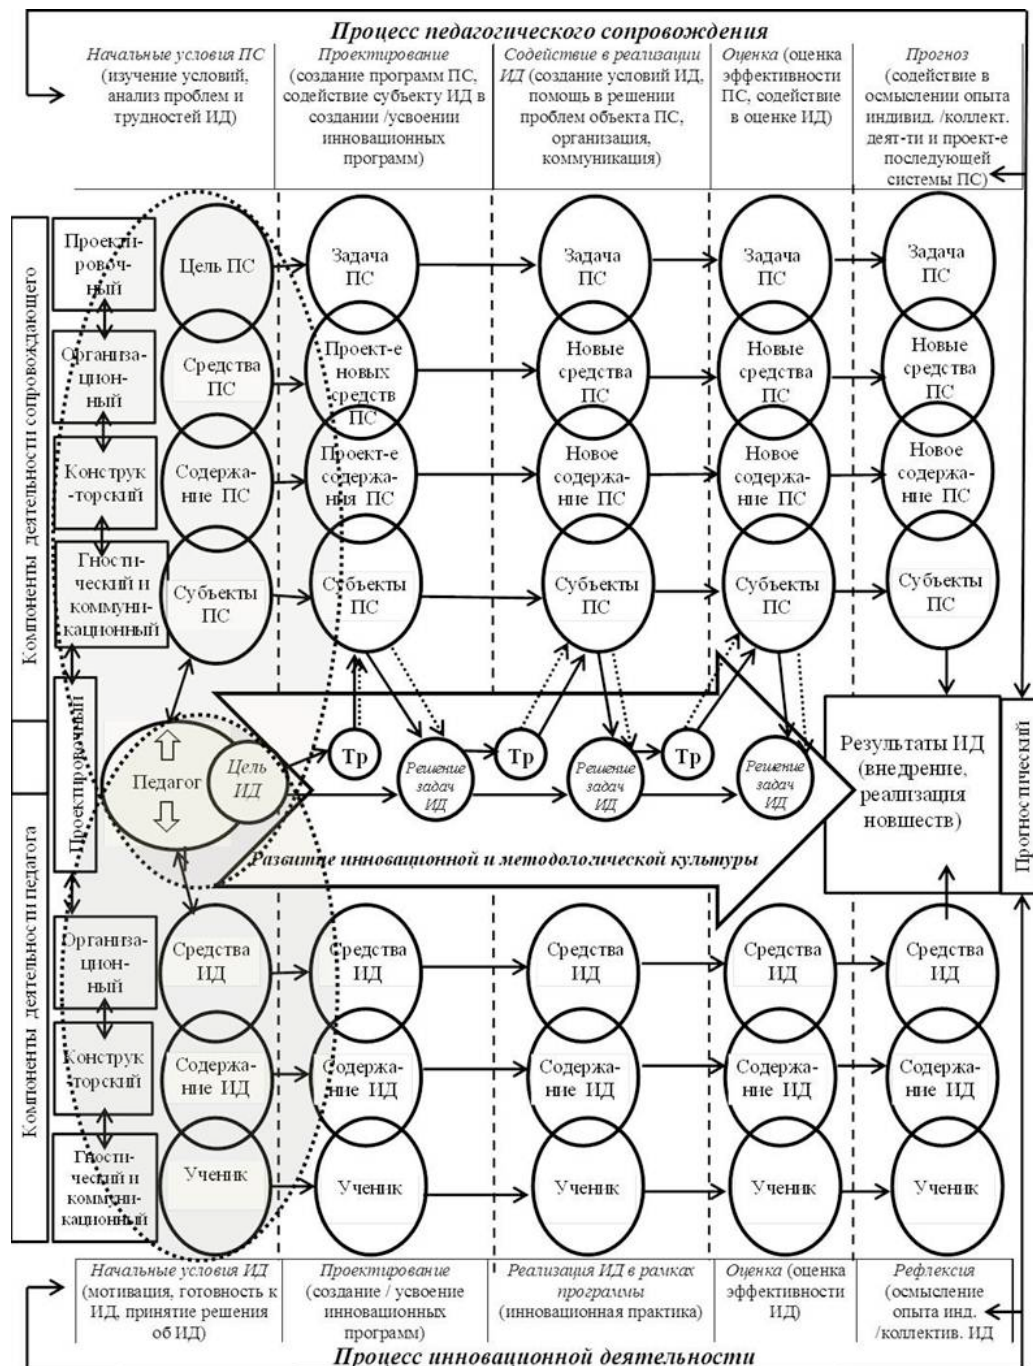 Процесс педагогического сопровождения
Начальные условия ПС
(изучение условий,
анализ проблем и
трудностей ИД)
Проектирование
(создание программ ПС,
содействие субъекту ИД в
создании /усвоении
инновационных
программ)
Содействие в реализации
ИД (создание условий ИД,
помощь в решении
проблем объекта ПС,
организация,
коммуникация)
Оценка (оценка
эффективности
ПС, содействие
в оценке ИД)
Прогноз
(содействие в
осмыслении опыта
индивид. /коллект.
деят-ти и проект-е
последующей
системы ПС)
Компоненты деятельности сопровождающего
Проекти-
ровочный
Цель ПС
Задача
ПС
Задача
ПС
Задача
ПС
Задача
ПС
Организа-
цион-
ный
Средства
ПС
Проект-е
новых
средств
ПС
Новые
средства
ПС
Новые
средства
ПС
Новые
средства
ПС
Конструк
-торский
Содержа-
ние ПС
Проект-е
содержа-
ния ПС
Новое
содержа-
ние ПС
Новое
содержа-
ние ПС
Новое
содержа-
ние ПС
Гности-
ческий и
коммуни-
кационный
Субъекты
ПС
Субъекты
ПС
Субъекты
ПС
Субъекты
ПС
Субъекты
ПС
Проектировочный
Педагог
Цель
ИД
Тр
Решение
задач
ИД
Тр
Решение
задач
ИД
Тр
Решение
задач
ИД
Результаты ИД
(внедрение,
реализация
новшеств)
Прогностический
Развитие инновационной и методологической культуры
Компоненты деятельности педагога
Организа-
цион-
ный
Средства
ИД
Средства
ИД
Средства
ИД
Средства
ИД
Средства
ИД
Конструк
-торский
Содержа-
ние ИД
Содержа-
ние ИД
Содержа-
ние ИД
Содержа-
ние ИД
Содержа-
ние ИД
Гности-
ческий и
коммуни-
кационный
Ученик
Ученик
Ученик
Ученик
Ученик
Начальные условия ИД
(мотивация, готовность к
ИД, принятие решения
об ИД)
Проектирование
(создание / усвоение
инновационных
программ)
Реализация ИД в рамках
программы
(инновационная практика)
Оценка (оценка
эффективности
ИД)
Рефлексия
(осмысление
опыта инд.
/коллектив. ИД
Процесс инновационной деятельности